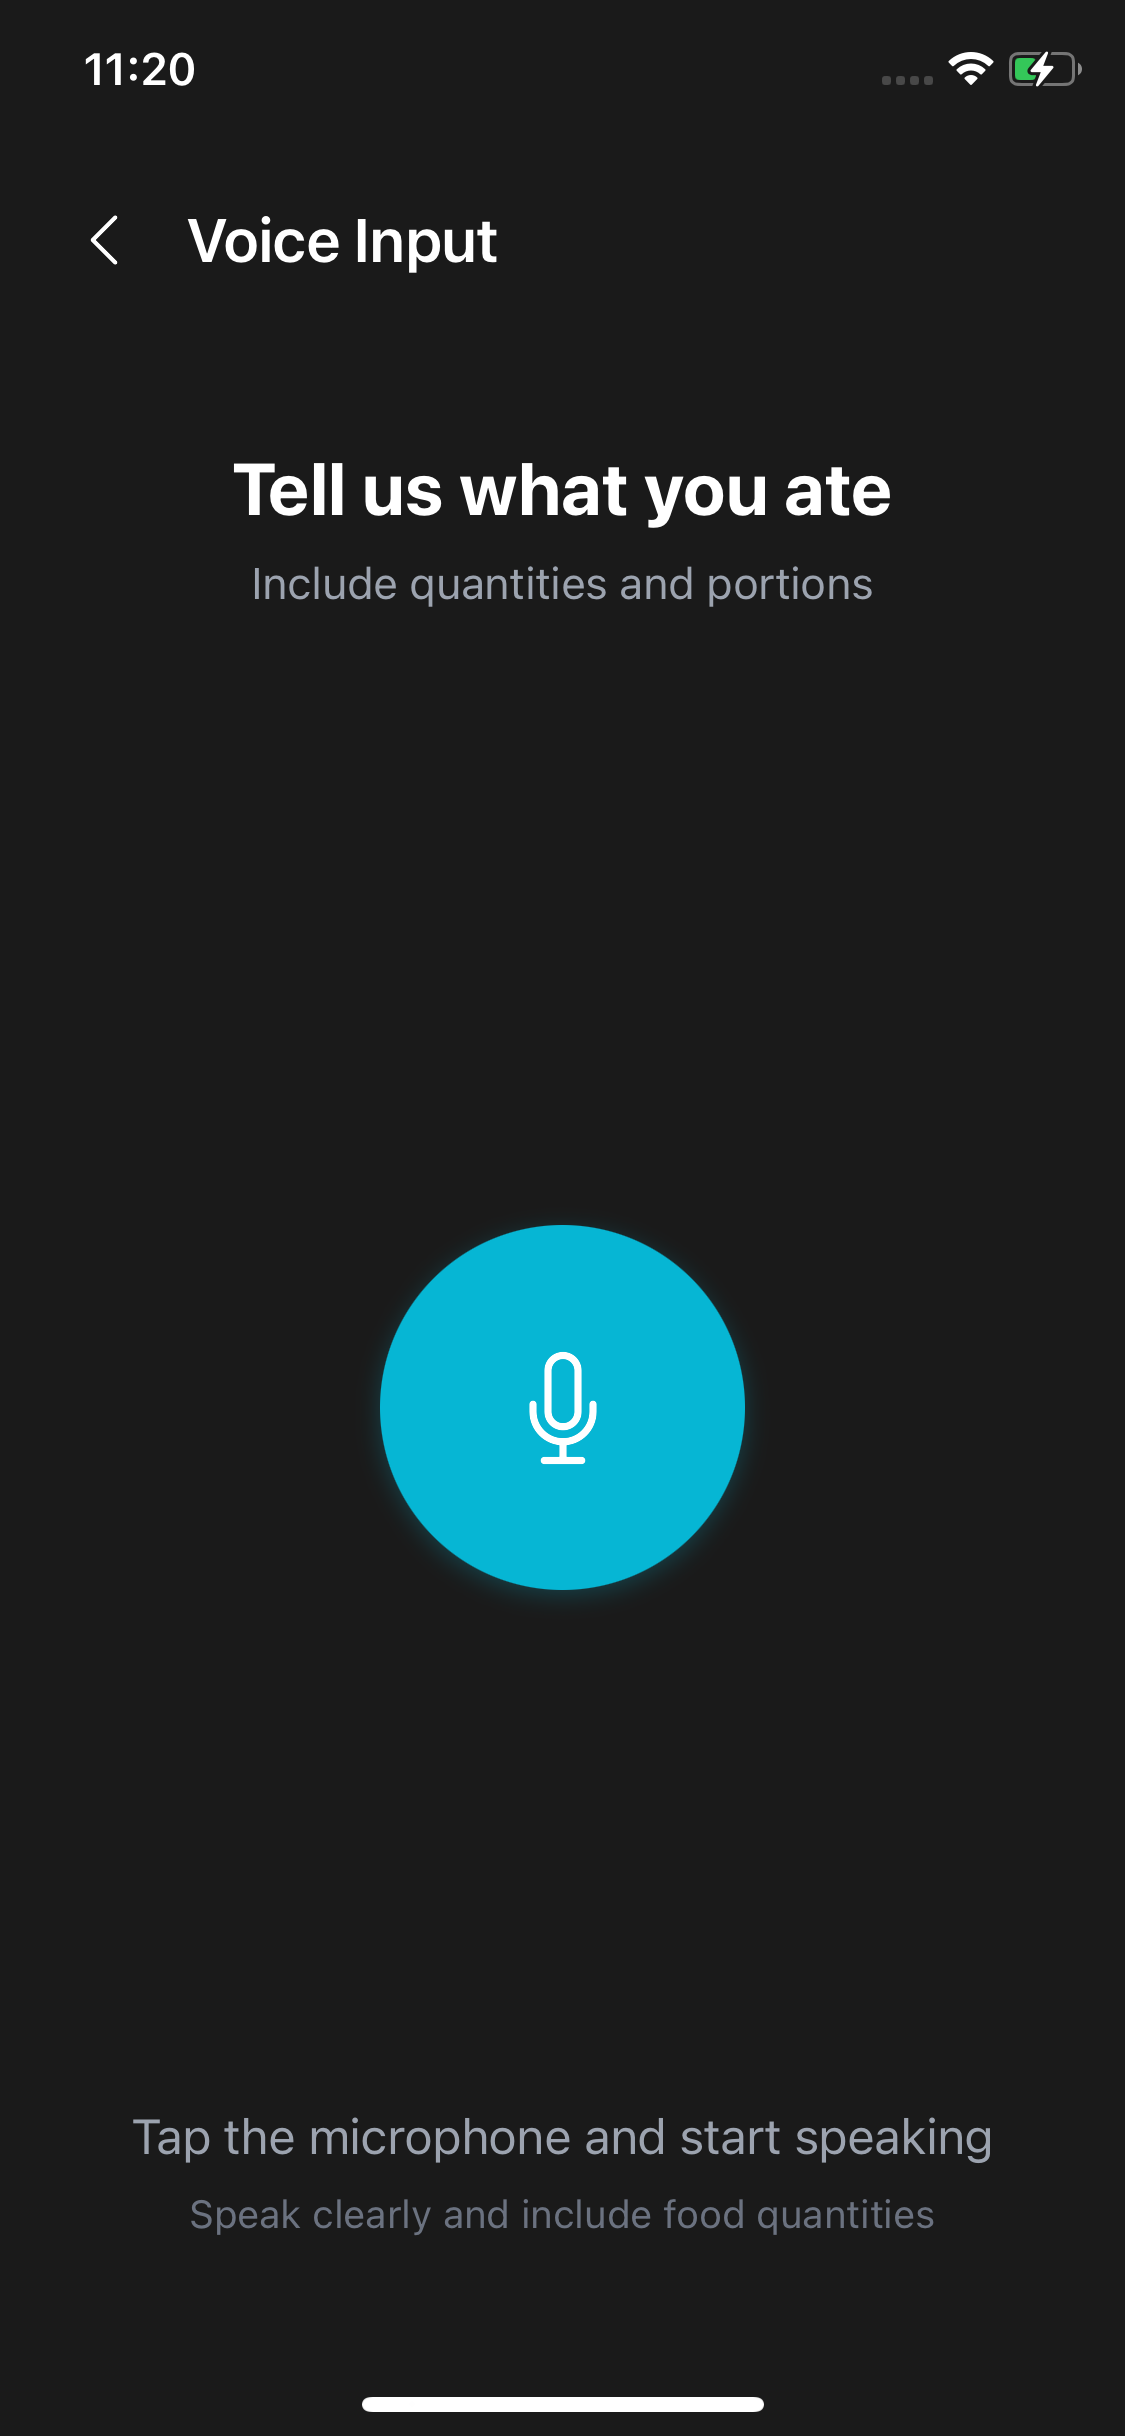 11:20
Voice Input
Tell us what you ate
Include quantities and portions
Tap the microphone and start speaking
Speak clearly and include food quantities